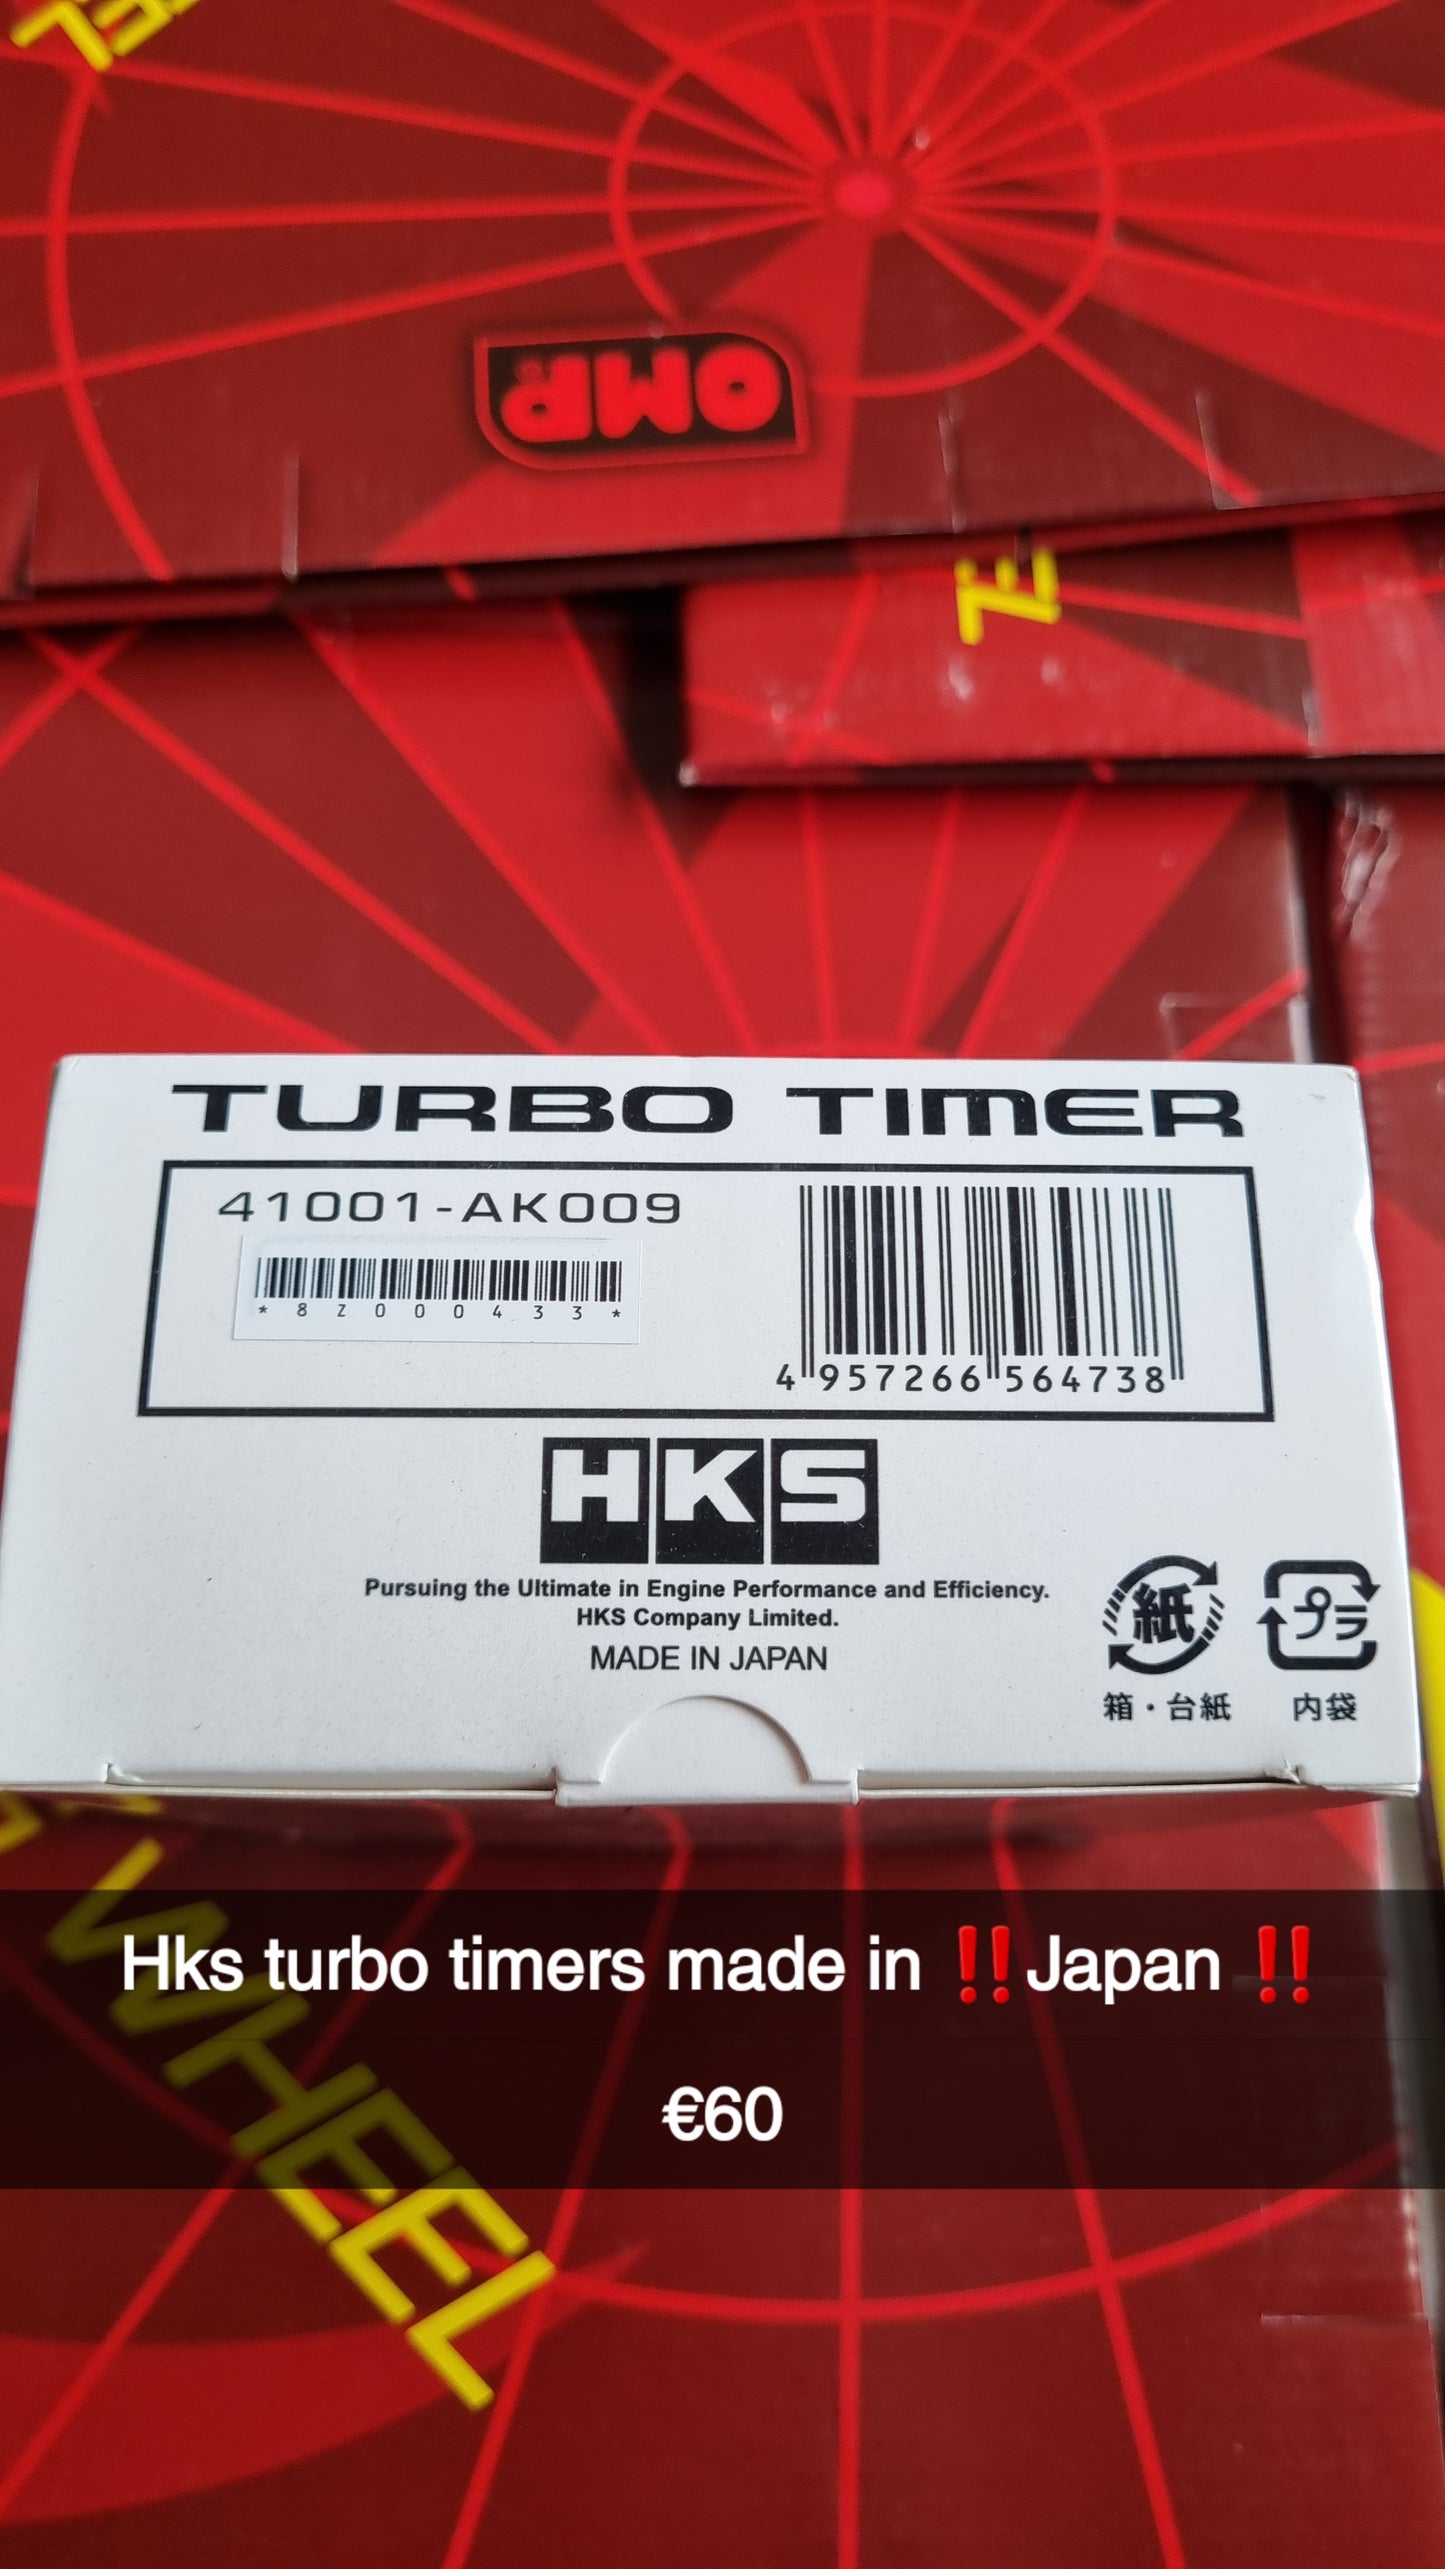 OMP
TURBO TIMER
41001-AK009
*8Z000433*
4 957266 564738
HKS
Pursuing the Ultimate in Engine Performance and Efficiency.
HKS Company Limited.
MADE IN JAPAN
紙
プラ
箱・台紙
内袋
Hks turbo timers made in ‼️Japan ‼️
€60
WHEEL